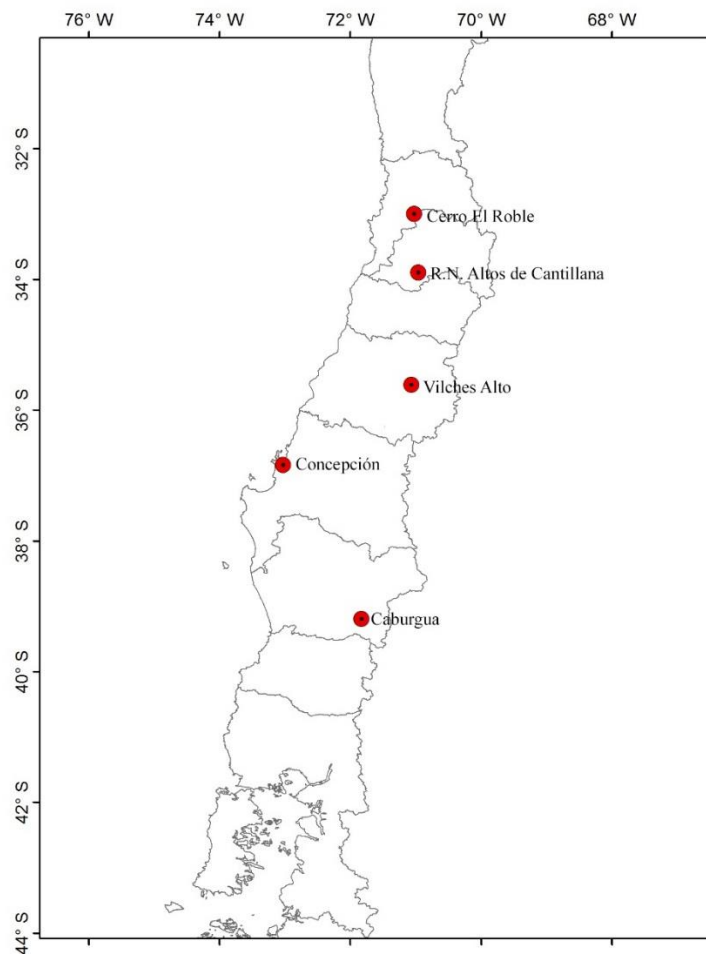 76° W 74° W 72° W 70° W 68° W
32° S
Cerro El Roble
R.N. Altos de Cantillana
34° S
Vilches Alto
36° S
Concepción
38° S
Caburgua
40° S
42° S
44° S